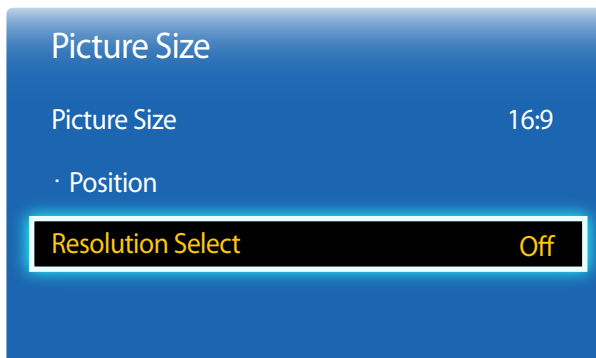 Picture Size
Picture Size 16:9
· Position
Resolution Select Off